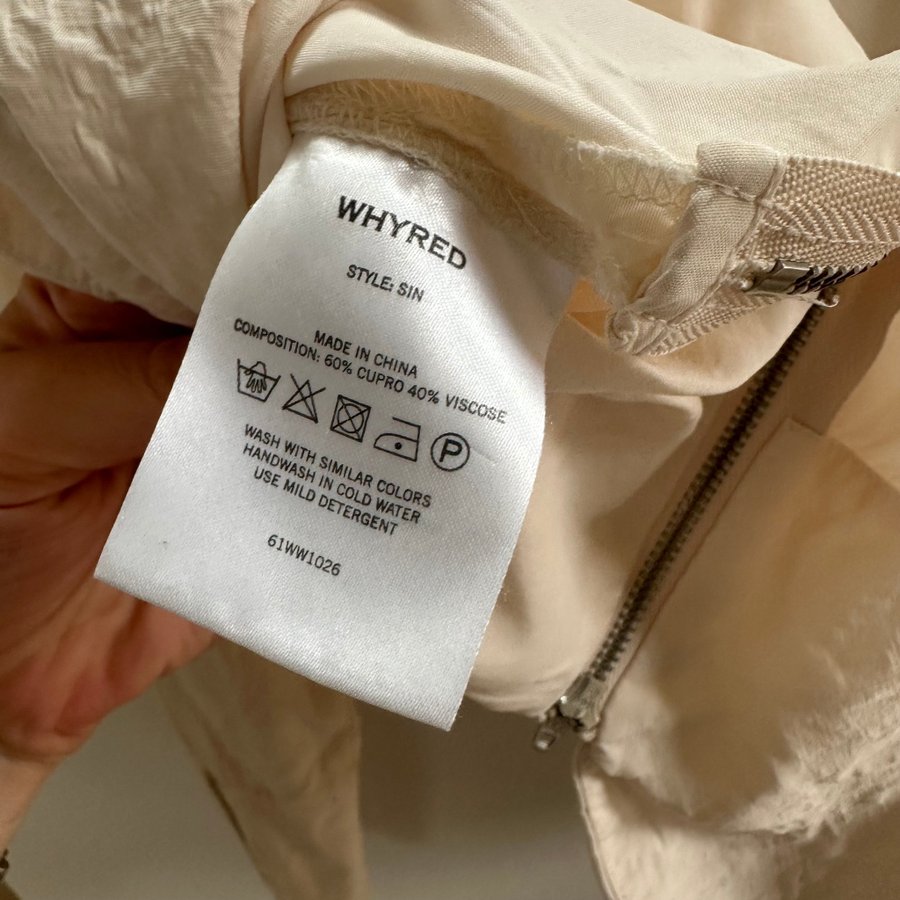 WHYRED
STYLE: SIN
MADE IN CHINA
COMPOSITION: 60% CUPRO 40% VISCOSE
P
WASH WITH SIMILAR COLORS
HANDWASH IN COLD WATER
USE MILD DETERGENT
61WW1026